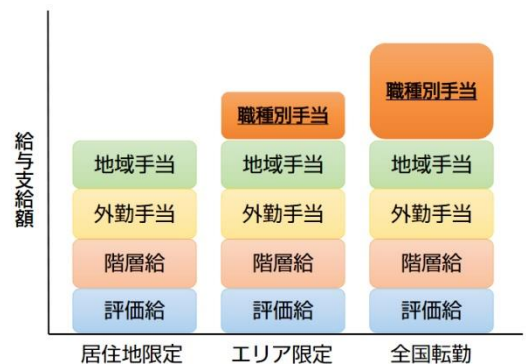 給与支給額
職種別手当
職種別手当
地域手当
地域手当
地域手当
外勤手当
外勤手当
外勤手当
階層給
階層給
階層給
評価給
評価給
評価給
居住地限定
エリア限定
全国転勤